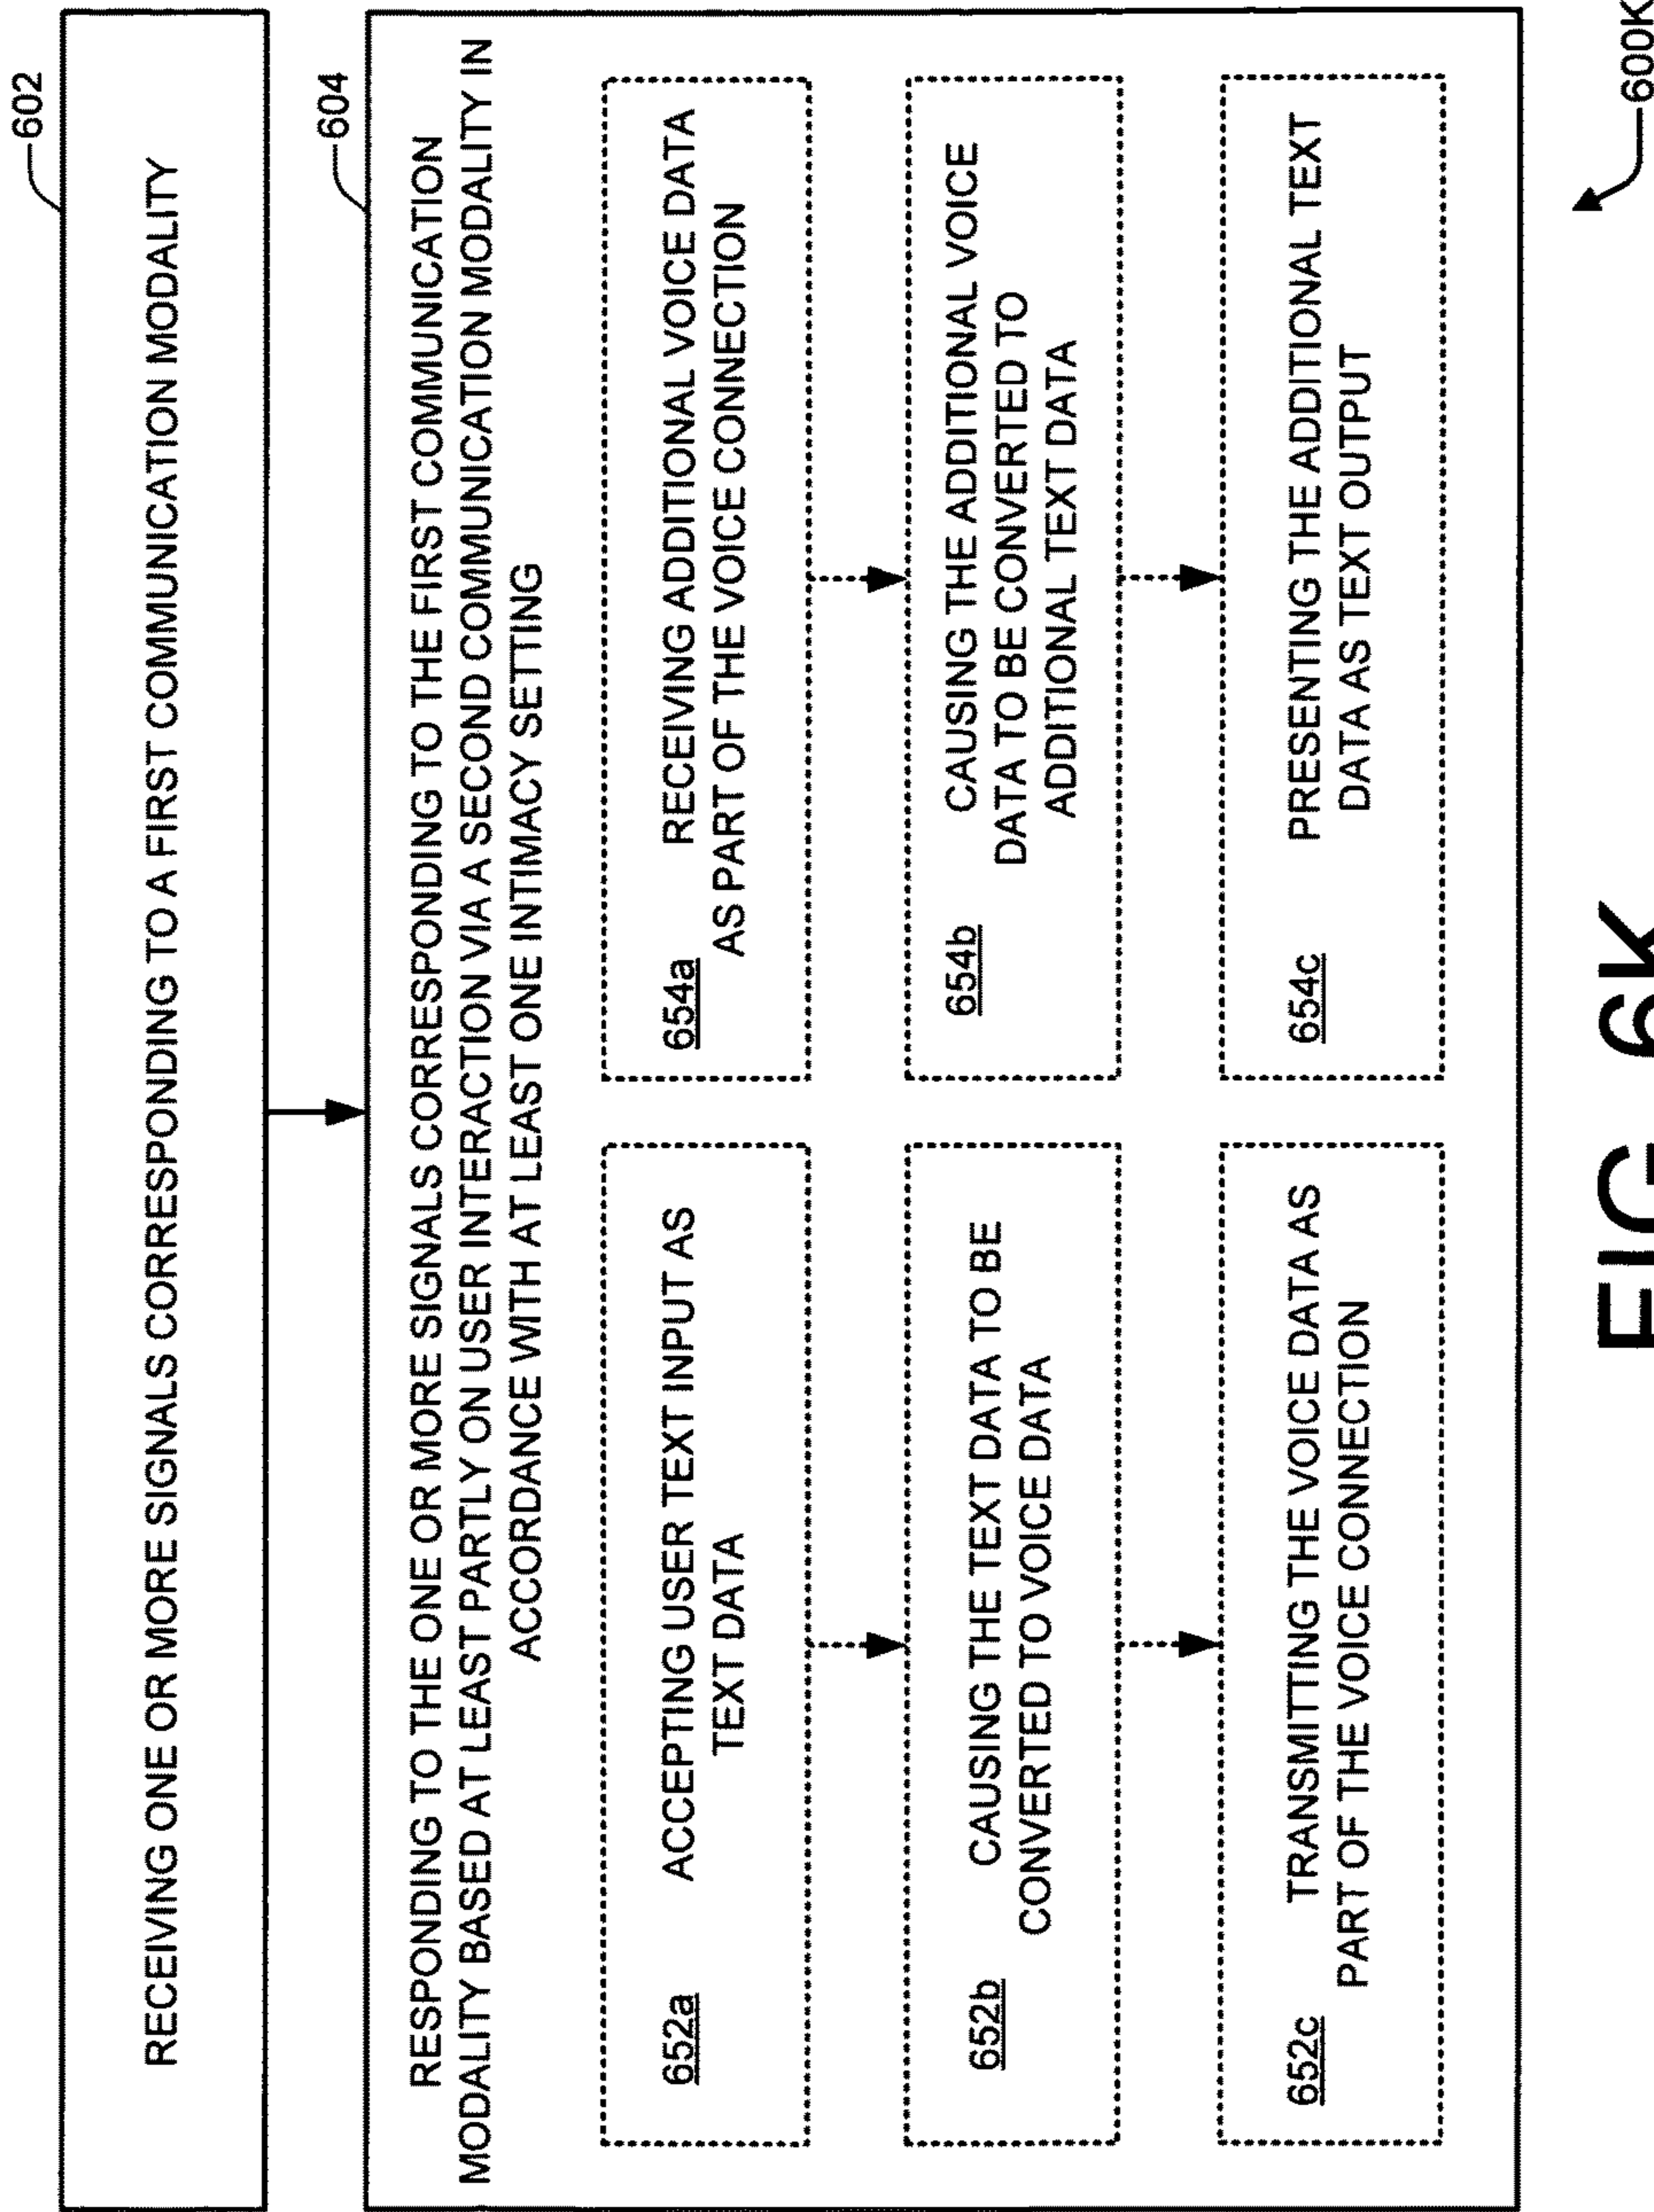 602
RECEIVING ONE OR MORE SIGNALS CORRESPONDING TO A FIRST COMMUNICATION MODALITY
604
RESPONDING TO THE ONE OR MORE SIGNALS CORRESPONDING TO THE FIRST COMMUNICATION
MODALITY BASED AT LEAST PARTLY ON USER INTERACTION VIA A SECOND COMMUNICATION MODALITY IN
ACCORDANCE WITH AT LEAST ONE INTIMACY SETTING
652a ACCEPTING USER TEXT INPUT AS
TEXT DATA
652b CAUSING THE TEXT DATA TO BE
CONVERTED TO VOICE DATA
652c TRANSMITTING THE VOICE DATA AS
PART OF THE VOICE CONNECTION
654a RECEIVING ADDITIONAL VOICE DATA
AS PART OF THE VOICE CONNECTION
654b CAUSING THE ADDITIONAL VOICE
DATA TO BE CONVERTED TO
ADDITIONAL TEXT DATA
654c PRESENTING THE ADDITIONAL TEXT
DATA AS TEXT OUTPUT
600K
FIG. 6K